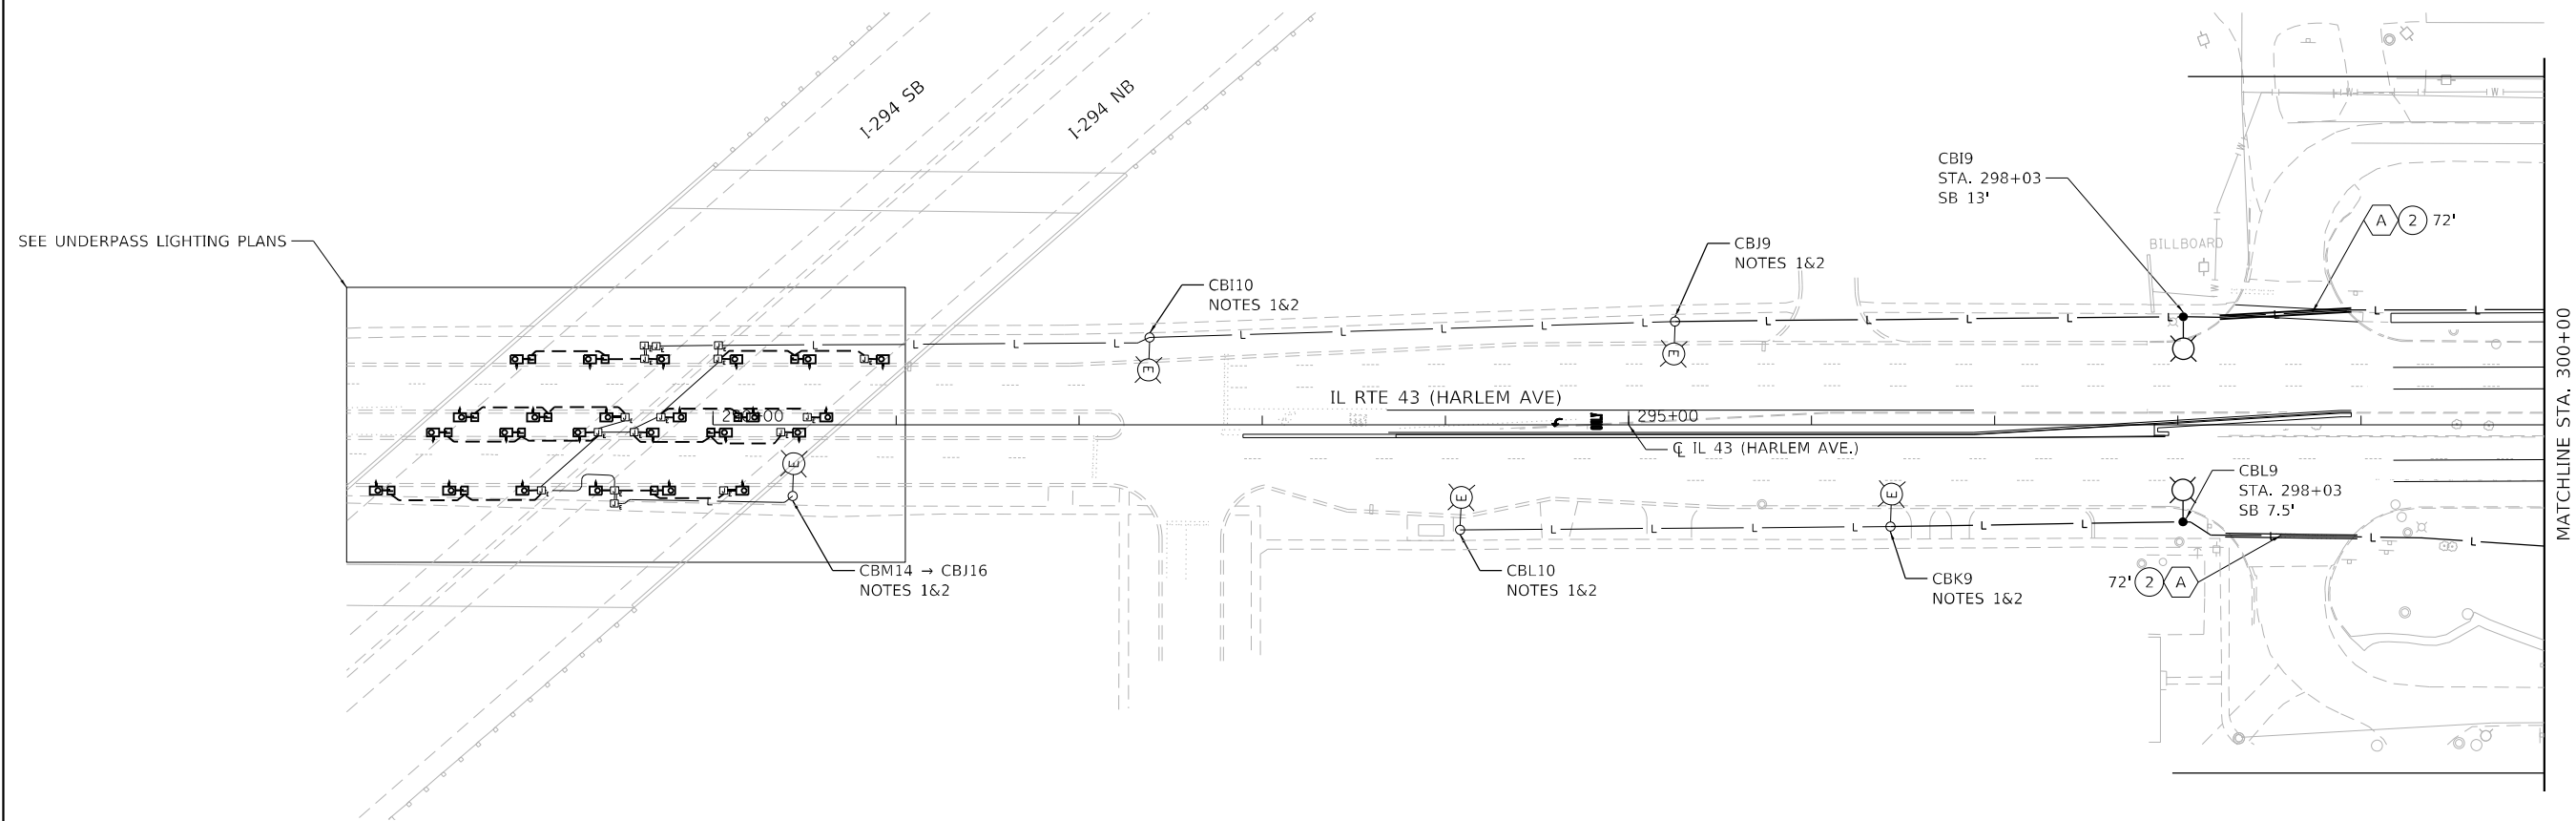 I-294 SB
I-294 NB
SEE UNDERPASS LIGHTING PLANS
CBI9
STA. 298+03
SB 13'
A 2 72'
BILLBOARD
CBJ9
NOTES 1&2
CBI10
NOTES 1&2
MATCHLINE STA. 300+00
IL RTE 43 (HARLEM AVE)
295+00
℄ IL 43 (HARLEM AVE.)
CBL9
STA. 298+03
SB 7.5'
CBM14 → CBJ16
NOTES 1&2
CBL10
NOTES 1&2
CBK9
NOTES 1&2
72' 2 A